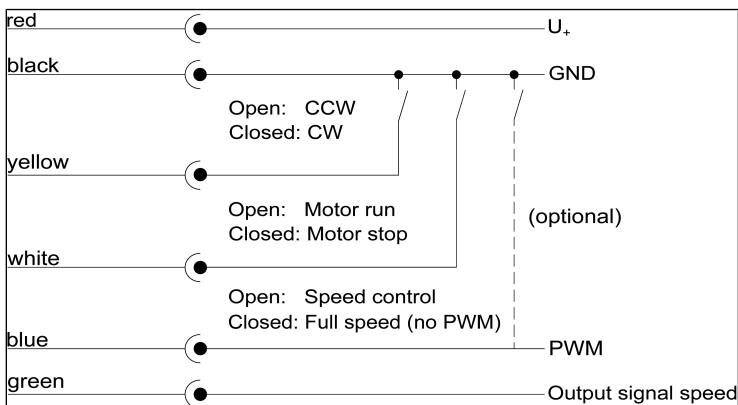 red
U+
black
GND
Open: CCW
Closed: CW
yellow
Open: Motor run
Closed: Motor stop
(optional)
white
Open: Speed control
Closed: Full speed (no PWM)
blue
PWM
green
Output signal speed